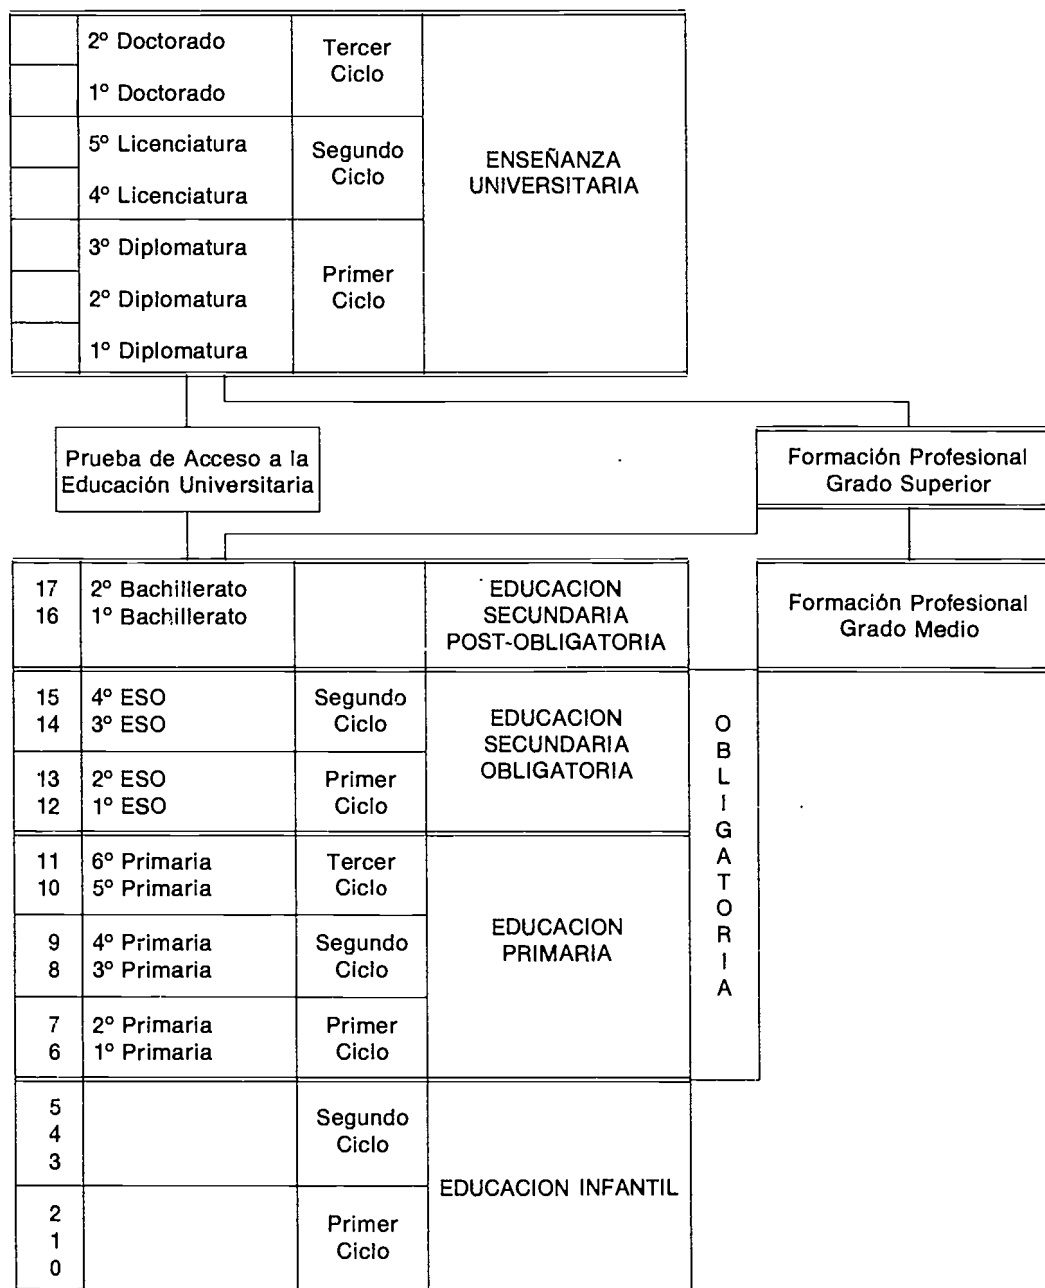 2º Doctorado
1º Doctorado
Tercer
Ciclo
5º Licenciatura
4º Licenciatura
Segundo
Ciclo
3º Diplomatura
2º Diplomatura
1º Diplomatura
Primer
Ciclo
ENSEÑANZA
UNIVERSITARIA
Prueba de Acceso a la
Educación Universitaria
Formación Profesional
Grado Superior
17 2º Bachillerato
16 1º Bachillerato
EDUCACION
SECUNDARIA
POST-OBLIGATORIA
Formación Profesional
Grado Medio
15 4º ESO
14 3º ESO
Segundo
Ciclo
13 2º ESO
12 1º ESO
Primer
Ciclo
EDUCACION
SECUNDARIA
OBLIGATORIA
11 6º Primaria
10 5º Primaria
Tercer
Ciclo
9 4º Primaria
8 3º Primaria
Segundo
Ciclo
7 2º Primaria
6 1º Primaria
Primer
Ciclo
EDUCACION
PRIMARIA
OBLIGATORIA
5
4
3
Segundo
Ciclo
2
1
0
Primer
Ciclo
EDUCACION INFANTIL